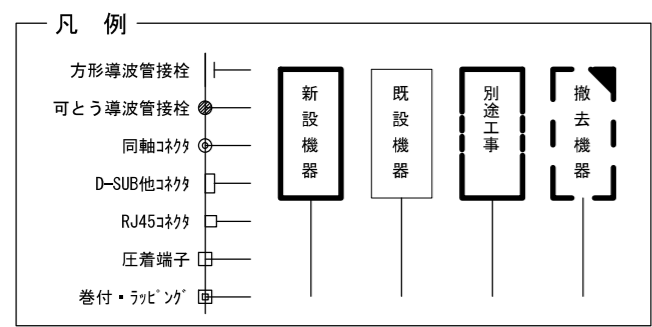 凡 例
方形導波管接栓
可とう導波管接栓
同軸ｺﾈｸﾀ
D-SUB他ｺﾈｸﾀ
RJ45ｺﾈｸﾀ
圧着端子
巻付・ﾗｯﾋﾟﾝｸﾞ
新設機器
既設機器
別途工事
撤去機器